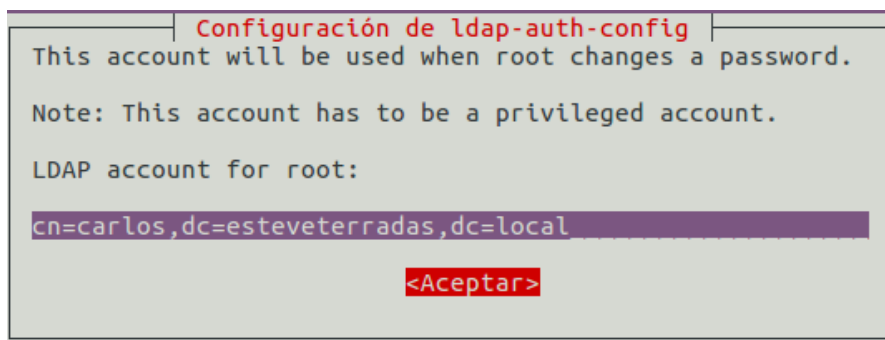 Configuración de ldap-auth-config
This account will be used when root changes a password.
Note: This account has to be a privileged account.
LDAP account for root:
cn=carlos,dc=esteveterradas,dc=local
<Aceptar>